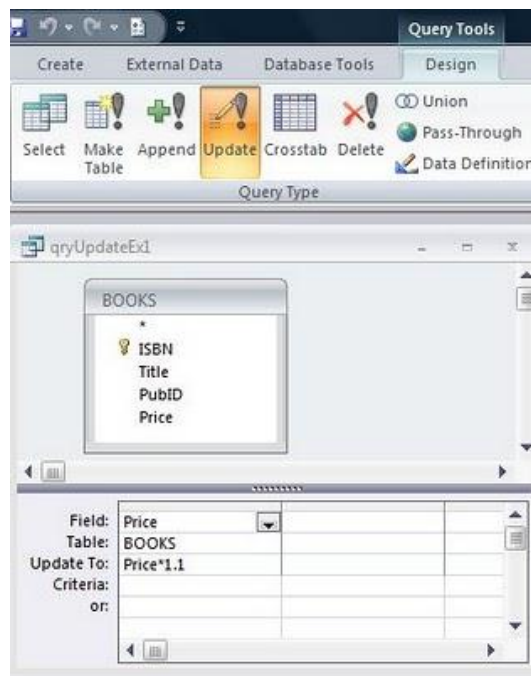 Query Tools
Create External Data Database Tools Design
Union
Pass-Through
Data Definition
Select Make Table Append Update Crosstab Delete
Query Type
qryUpdateEx1
BOOKS
*
ISBN
Title
PubID
Price
Field: Price
Table: BOOKS
Update To: Price*1.1
Criteria:
or: